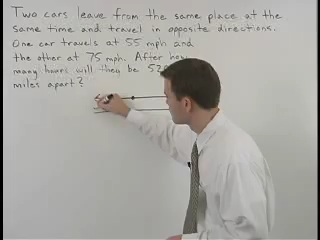 Two cars leave from the same place at the
same time and travel in opposite directions.
One car travels at 55 mph and
the other at 75 mph. After how
many hours will they be
miles apart?